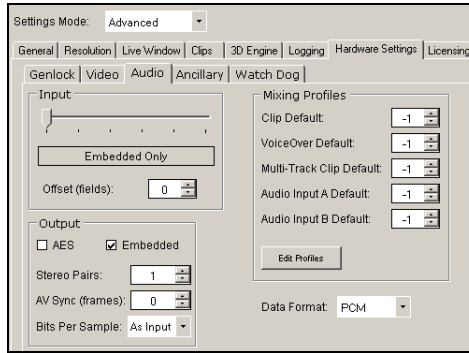 Settings Mode: Advanced
General Resolution Live Window Clips 3D Engine Logging Hardware Settings Licensing
Genlock Video Audio Ancillary Watch Dog
Input
Embedded Only
Offset (fields): 0
Output
AES Embedded
Stereo Pairs: 1
AV Sync (frames): 0
Bits Per Sample: As Input
Mixing Profiles
Clip Default: -1
VoiceOver Default: -1
Multi-Track Clip Default: -1
Audio Input A Default: -1
Audio Input B Default: -1
Edit Profiles
Data Format: PCM